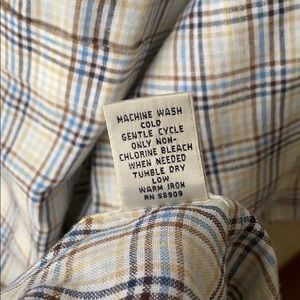 MACHINE WASH
COLD
GENTLE CYCLE
ONLY NON-
CHLORINE BLEACH
WHEN NEEDED
TUMBLE DRY
LOW
WARM IRON
RN 58909